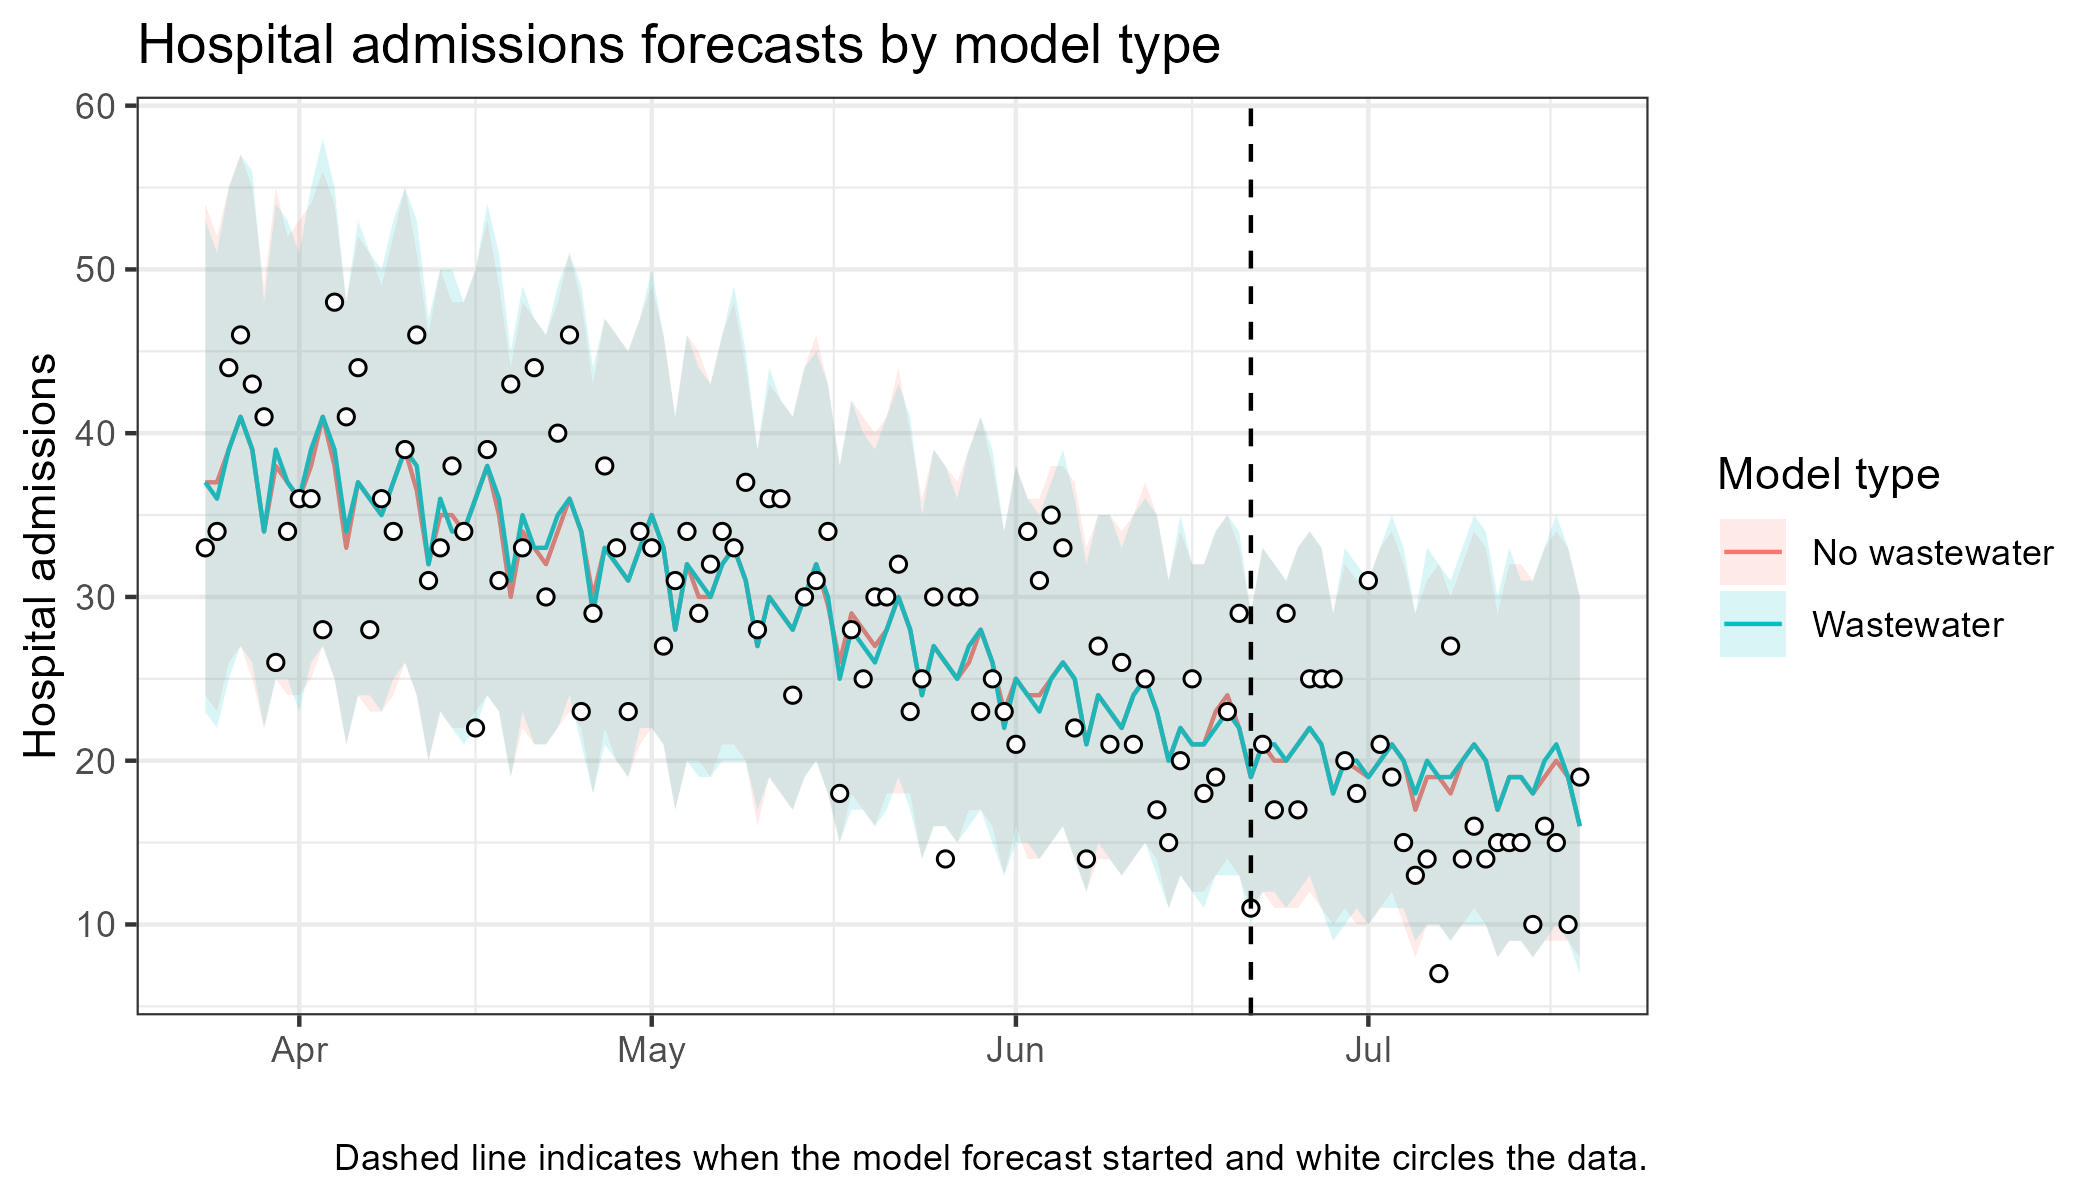 Hospital admissions forecasts by model type
Hospital admissions
60
50
40
30
20
10
Apr
May
Jun
Jul
Model type
No wastewater
Wastewater
Dashed line indicates when the model forecast started and white circles the data.